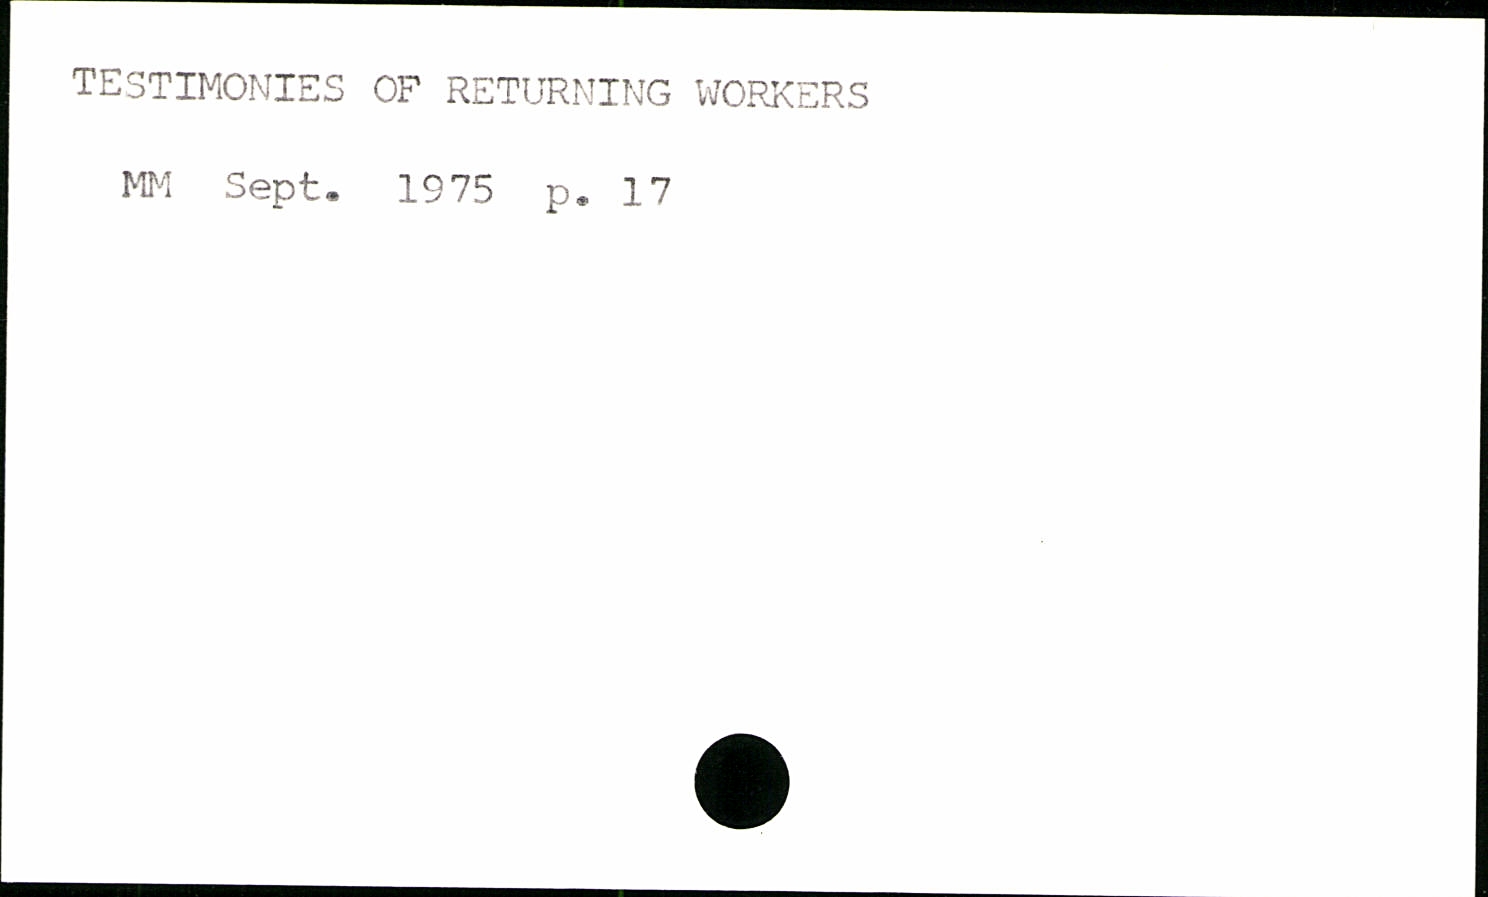 TESTIMONIES OF RETURNING WORKERS
MM Sept. 1975 p. 17